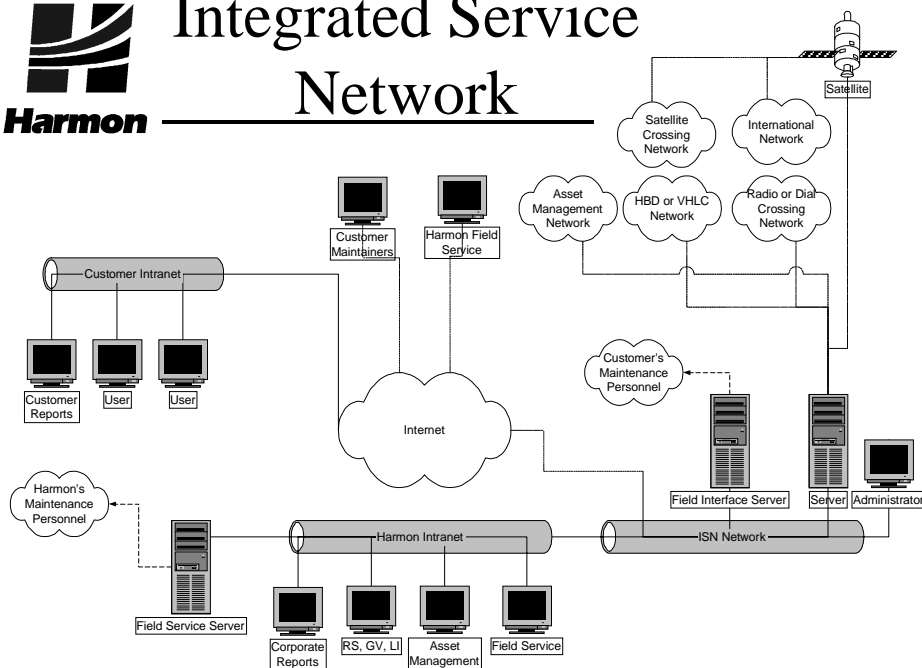 Integrated Service
Network
Harmon
Satellite
Satellite
Crossing
Network
International
Network
Asset
Management
Network
HBD or VHLC
Network
Radio or Dial
Crossing
Network
Customer
Maintainers
Harmon Field
Service
Customer Intranet
Customer
Reports
User
User
Internet
Customer's
Maintenance
Personnel
Field Interface Server
Server
Administrator
Harmon's
Maintenance
Personnel
Harmon Intranet
ISN Network
Field Service Server
Corporate
Reports
RS, GV, LI
Asset
Management
Field Service